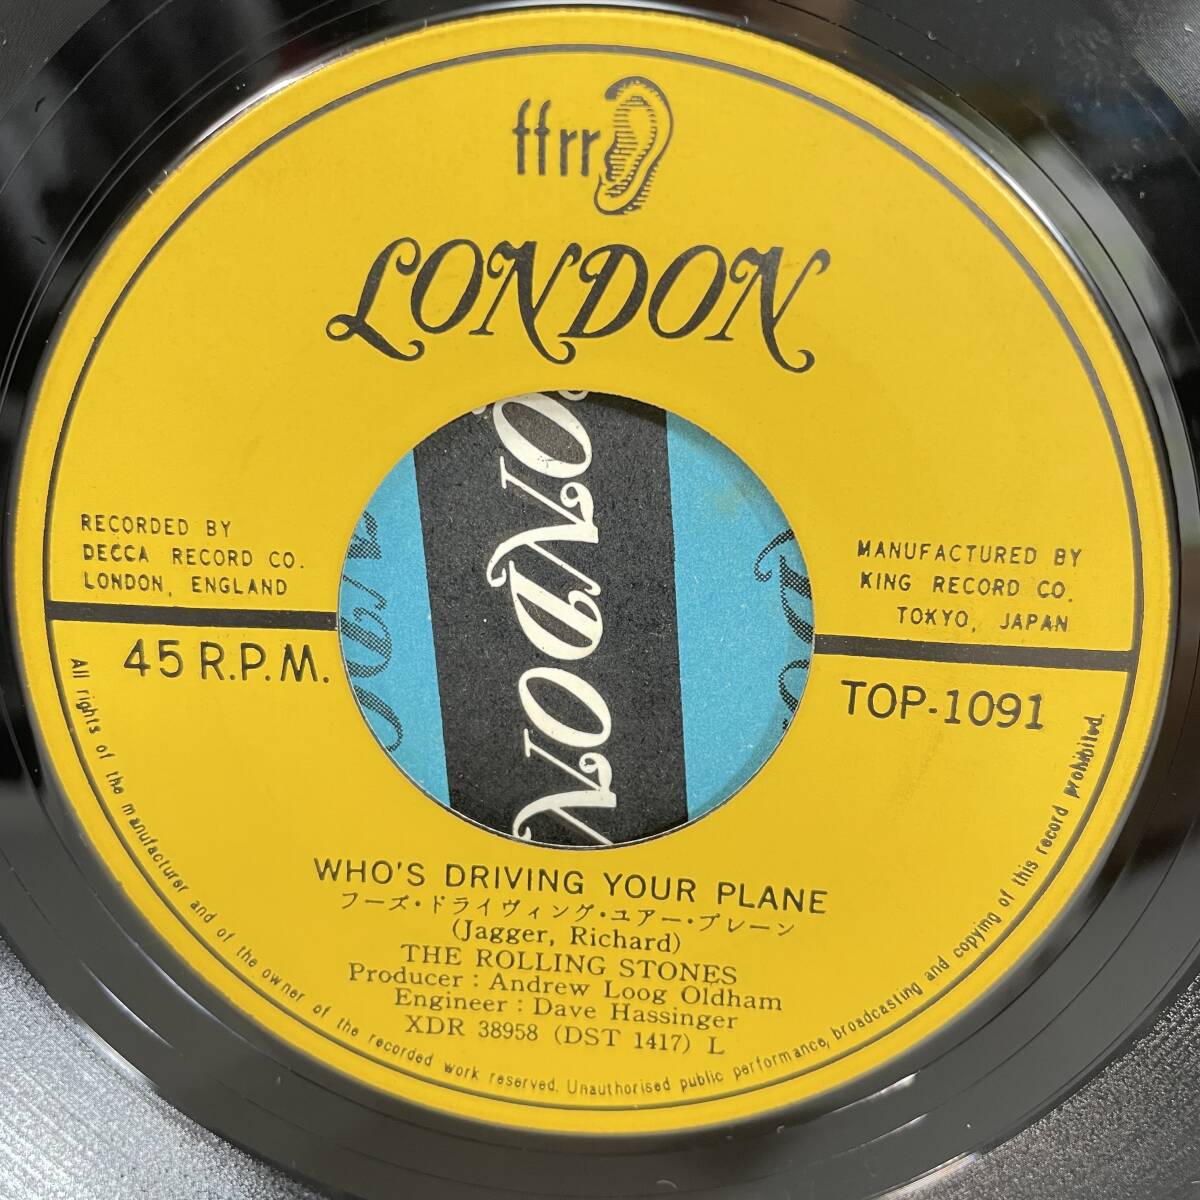 ffrr
LONDON
RECORDED BY
DECCA RECORD CO.
LONDON, ENGLAND
MANUFACTURED BY
KING RECORD CO.
TOKYO, JAPAN
45 R.P.M.
TOP-1091
LONDON
WHO'S DRIVING YOUR PLANE
フーズ・ドライヴィング・ユアー・プレーン
(Jagger, Richard)
THE ROLLING STONES
Producer : Andrew Loog Oldham
Engineer : Dave Hassinger
XDR 38958 (DST 1417) L
All rights of the manufacturer and of the owner of the recorded work reserved. Unauthorised public performance, broadcasting and copying of this record prohibited.